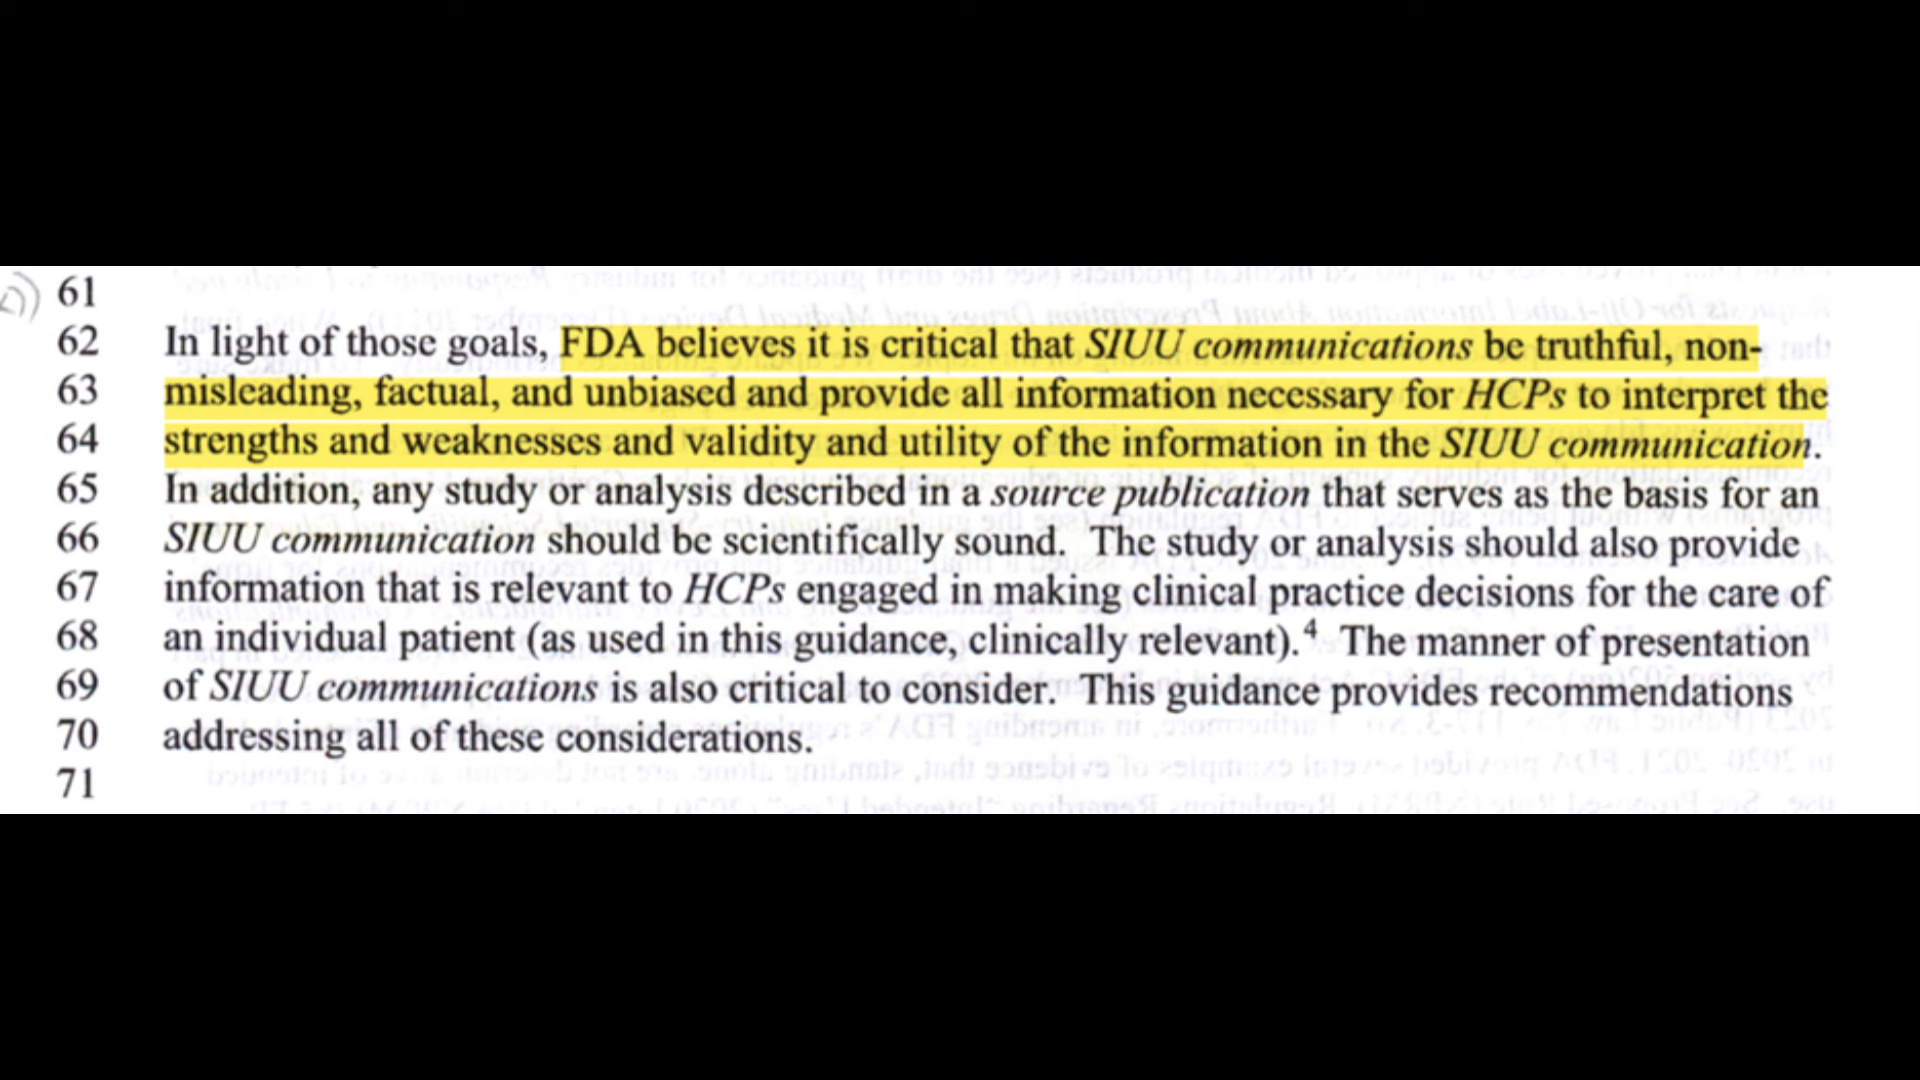 61
62 In light of those goals, FDA believes it is critical that SIUU communications be truthful, non-
63 misleading, factual, and unbiased and provide all information necessary for HCPs to interpret the
64 strengths and weaknesses and validity and utility of the information in the SIUU communication.
65 In addition, any study or analysis described in a source publication that serves as the basis for an
66 SIUU communication should be scientifically sound. The study or analysis should also provide
67 information that is relevant to HCPs engaged in making clinical practice decisions for the care of
68 an individual patient (as used in this guidance, clinically relevant). 4 The manner of presentation
69 of SIUU communications is also critical to consider. This guidance provides recommendations
70 addressing all of these considerations.
71